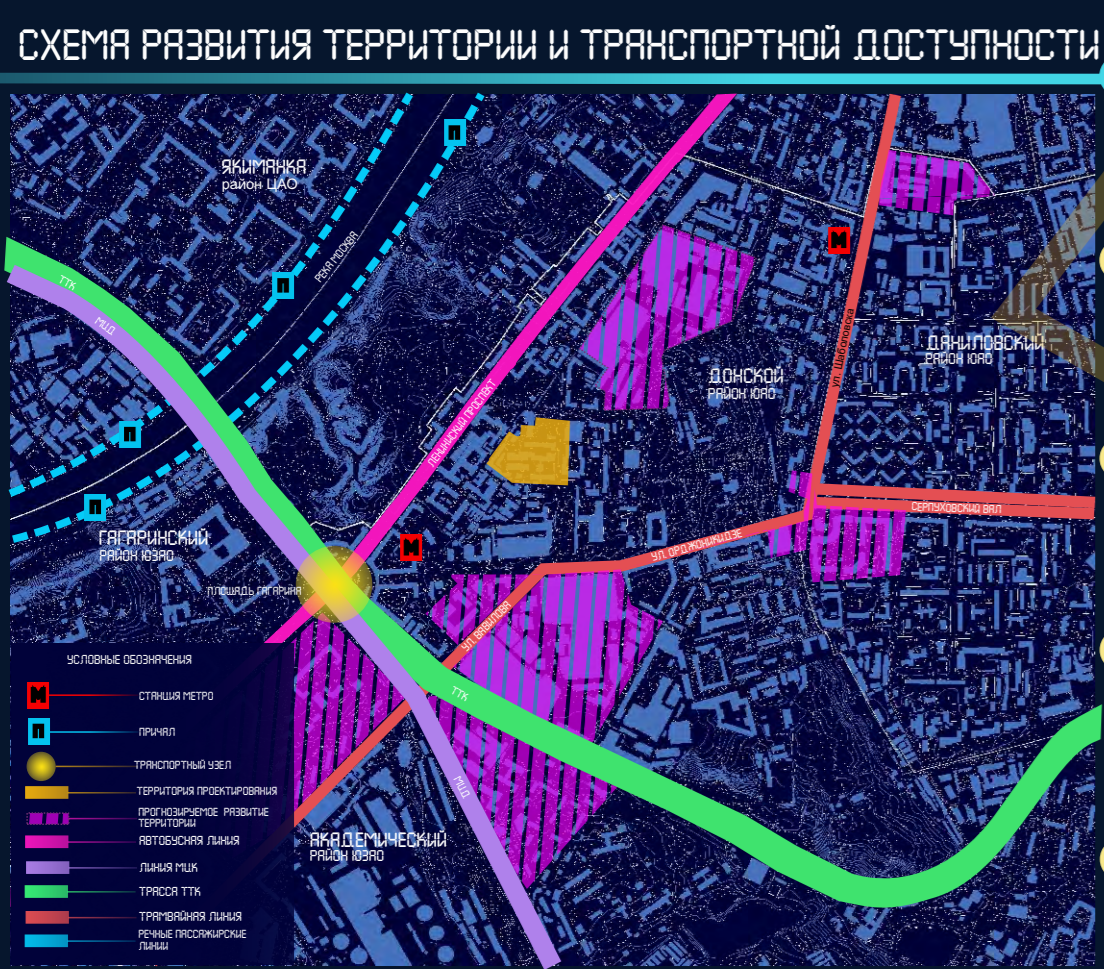 СХЕМА РАЗВИТИЯ ТЕРРИТОРИИ И ТРАНСПОРТНОЙ ДОСТУПНОСТИ
П
ЯКИМАНКА
район ЦАО
М
РЕКА МОСКВА
ТТК
П
МЦД
ул. Шаболовска
ДАНИЛОВСКИЙ
РАЙОН ЮАО
ДОНСКОЙ
РАЙОН ЮАО
ЛЕНИНСКИЙ ПРОСПЕКТ
П
П
СЕРПУХОВСКИЙ ВАЛ
ГАГАРИНСКИЙ
РАЙОН ЮЗАО
М
УЛ. ОРДЖОНИКИДЗЕ
ПЛОЩАДЬ ГАГАРИНА
УЛ. ВАВИЛОВА
ТТК
МЦД
АКАДЕМИЧЕСКИЙ
РАЙОН ЮЗАО
УСЛОВНЫЕ ОБОЗНАЧЕНИЯ
М СТАНЦИЯ МЕТРО
П ПРИЧАЛ
ТРАНСПОРТНЫЙ УЗЕЛ
ТЕРРИТОРИЯ ПРОЕКТИРОВАНИЯ
ПРОГНОЗИРУЕМОЕ РАЗВИТИЕ
ТЕРРИТОРИИ
АВТОБУСНАЯ ЛИНИЯ
ЛИНИЯ МЦК
ТРАССА ТТК
ТРАМВАЙНАЯ ЛИНИЯ
РЕЧНЫЕ ПАССАЖИРСКИЕ
ЛИНИИ